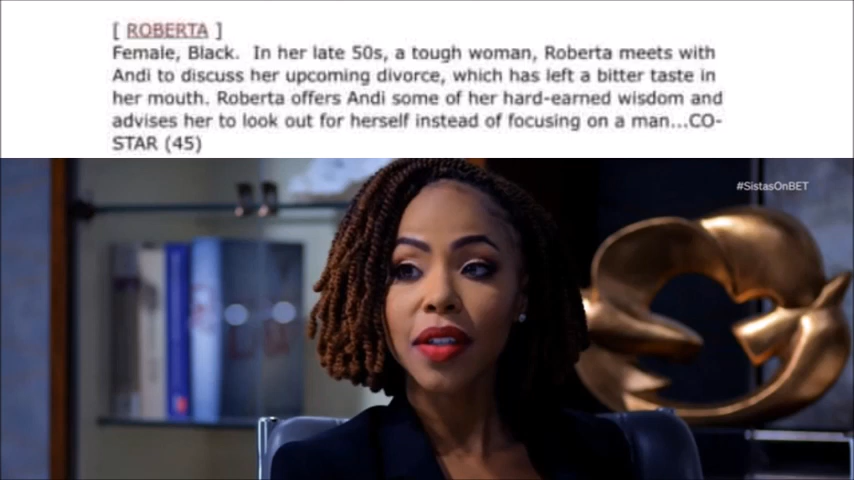 [ ROBERTA ]
Female, Black.  In her late 50s, a tough woman, Roberta meets with
Andi to discuss her upcoming divorce, which has left a bitter taste in
her mouth. Roberta offers Andi some of her hard-earned wisdom and
advises her to look out for herself instead of focusing on a man...CO-
STAR (45)
#SistasOnBET